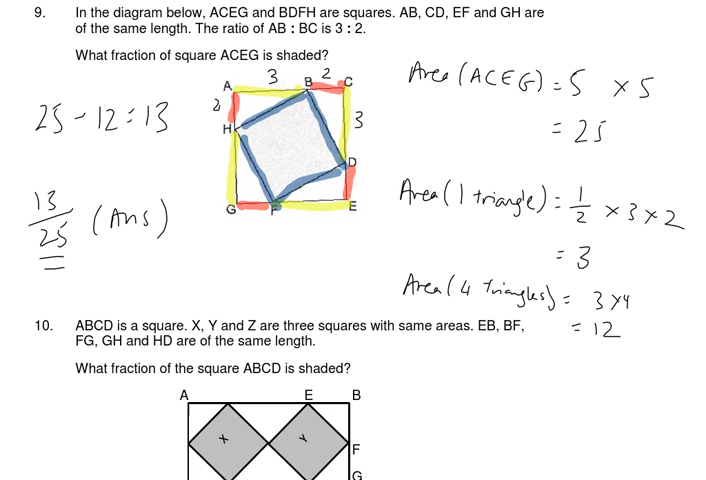 9. In the diagram below, ACEG and BDFH are squares. AB, CD, EF and GH are
of the same length. The ratio of AB : BC is 3 : 2.
What fraction of square ACEG is shaded?
3 2
A B C
2
H
3
D
G F E
25 - 12 = 13
13
25
(Ans)
Area (ACEG) = 5 × 5
= 25
Area (1 triangle) = 1/2 × 3 × 2
= 3
Area (4 triangles) = 3 × 4
= 12
10. ABCD is a square. X, Y and Z are three squares with same areas. EB, BF,
FG, GH and HD are of the same length.
What fraction of the square ABCD is shaded?
A E B
X Y
F
G